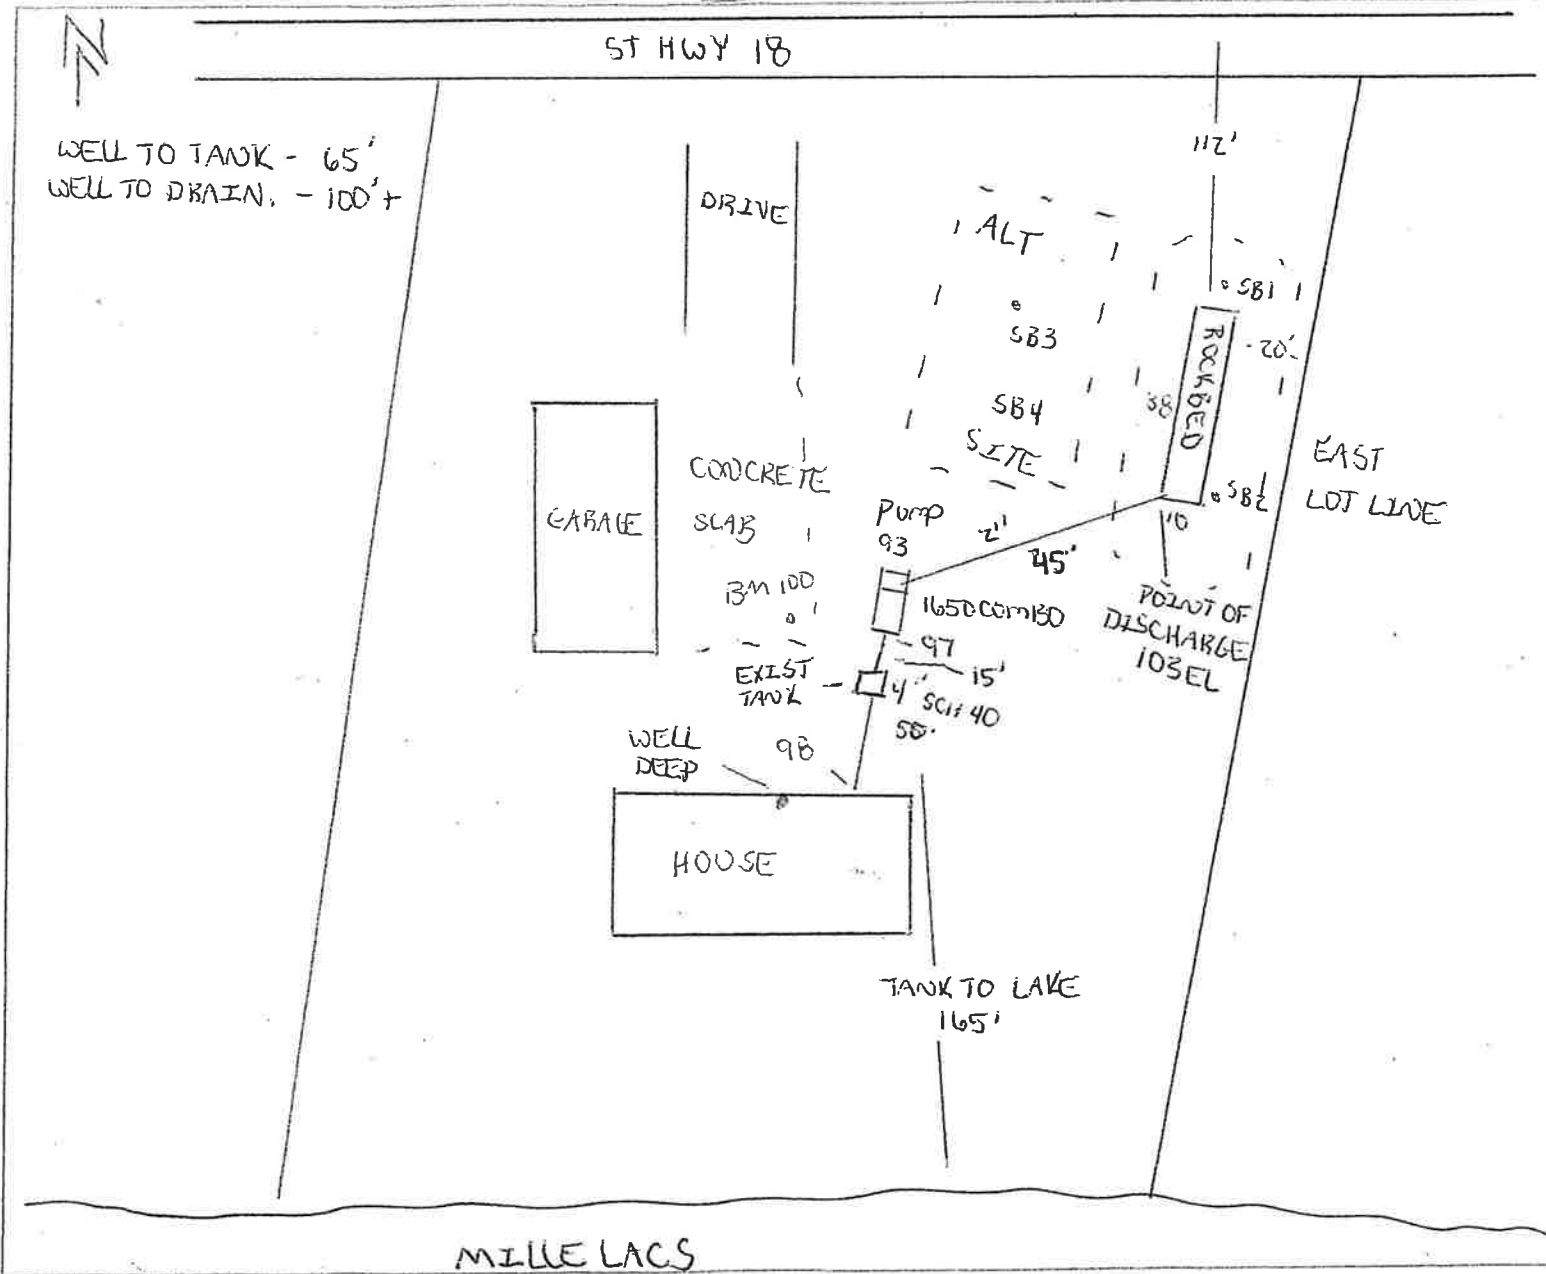 N
ST HWY 18
WELL TO TANK - 65'
WELL TO DRAIN. - 100'+
112'
DRIVE
ALT
SB1
SB3
20'
ROCKBED
38
SB4
SITE
EAST
LOT LINE
CONCRETE
SLAB
GARAGE
SB2
10
PUMP
93
2"
45'
BM 100
1650 COMBO
POINT OF
DISCHARGE
103 EL
97
15'
EXIST
TANK
4" SCH 40
WELL
DEEP
98
HOUSE
TANK TO LAKE
165'
MILLE LACS